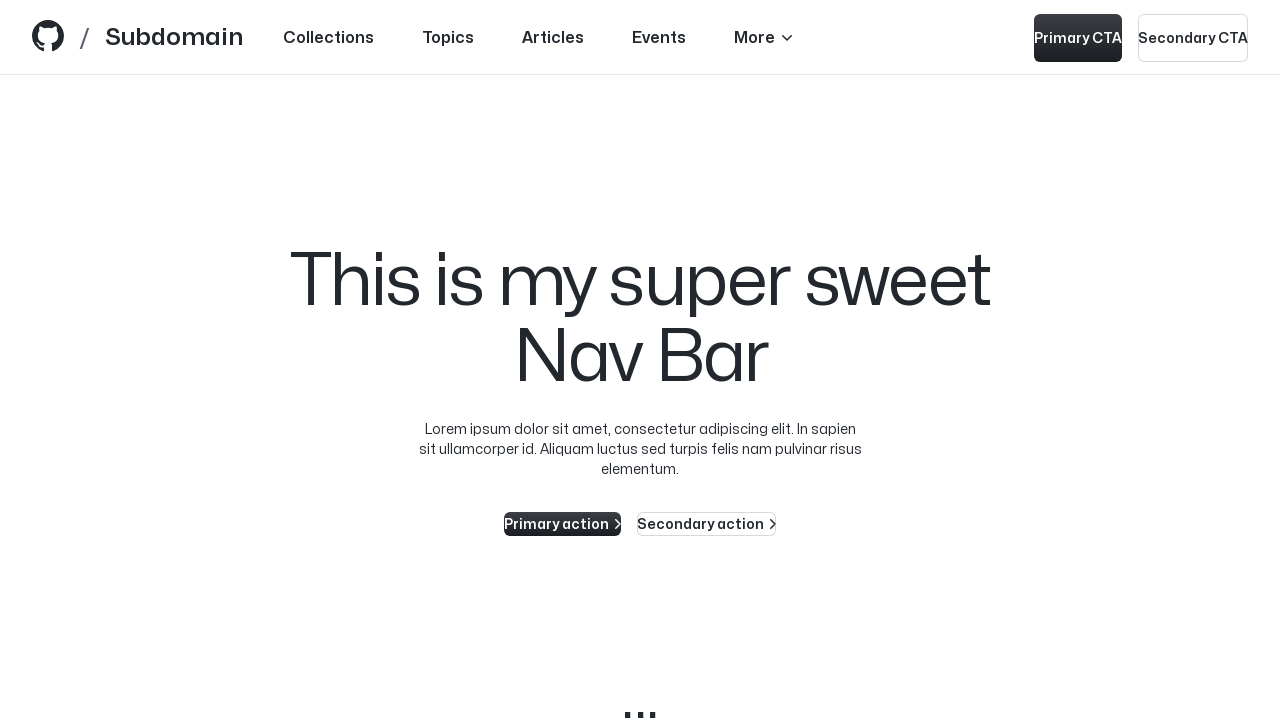 / Subdomain Collections Topics Articles Events More Primary CTA Secondary CTA
This is my super sweet
Nav Bar
Lorem ipsum dolor sit amet, consectetur adipiscing elit. In sapien
sit ullamcorper id. Aliquam luctus sed turpis felis nam pulvinar risus
elementum.
Primary action Secondary action